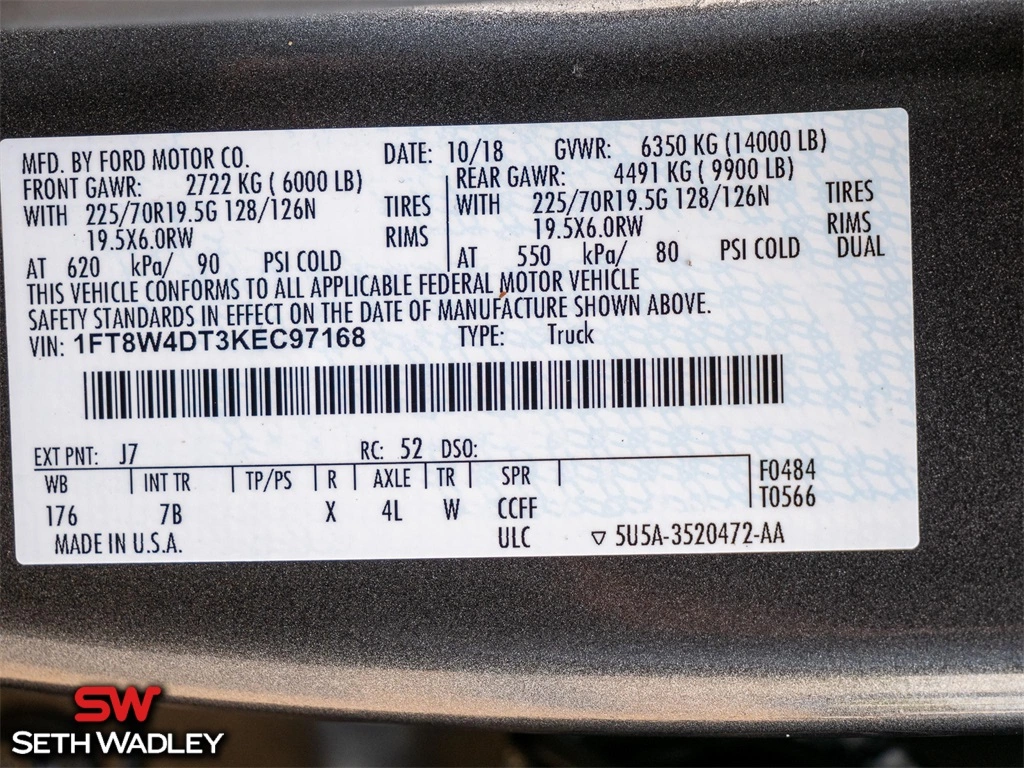 MFD. BY FORD MOTOR CO. DATE: 10/18 GVWR: 6350 KG (14000 LB)
FRONT GAWR: 2722 KG ( 6000 LB) REAR GAWR: 4491 KG ( 9900 LB)
WITH 225/70R19.5G 128/126N TIRES WITH 225/70R19.5G 128/126N TIRES
19.5X6.0RW RIMS 19.5X6.0RW RIMS
AT 620 kPa/ 90 PSI COLD AT 550 kPa/ 80 PSI COLD DUAL
THIS VEHICLE CONFORMS TO ALL APPLICABLE FEDERAL MOTOR VEHICLE
SAFETY STANDARDS IN EFFECT ON THE DATE OF MANUFACTURE SHOWN ABOVE.
VIN: 1FT8W4DT3KEC97168 TYPE: Truck
EXT PNT: J7 RC: 52 DSO:
WB INT TR TP/PS R AXLE TR SPR F0484
176 7B X 4L W CCFF T0566
MADE IN U.S.A. ULC ▽ 5U5A-3520472-AA
SW
SETH WADLEY